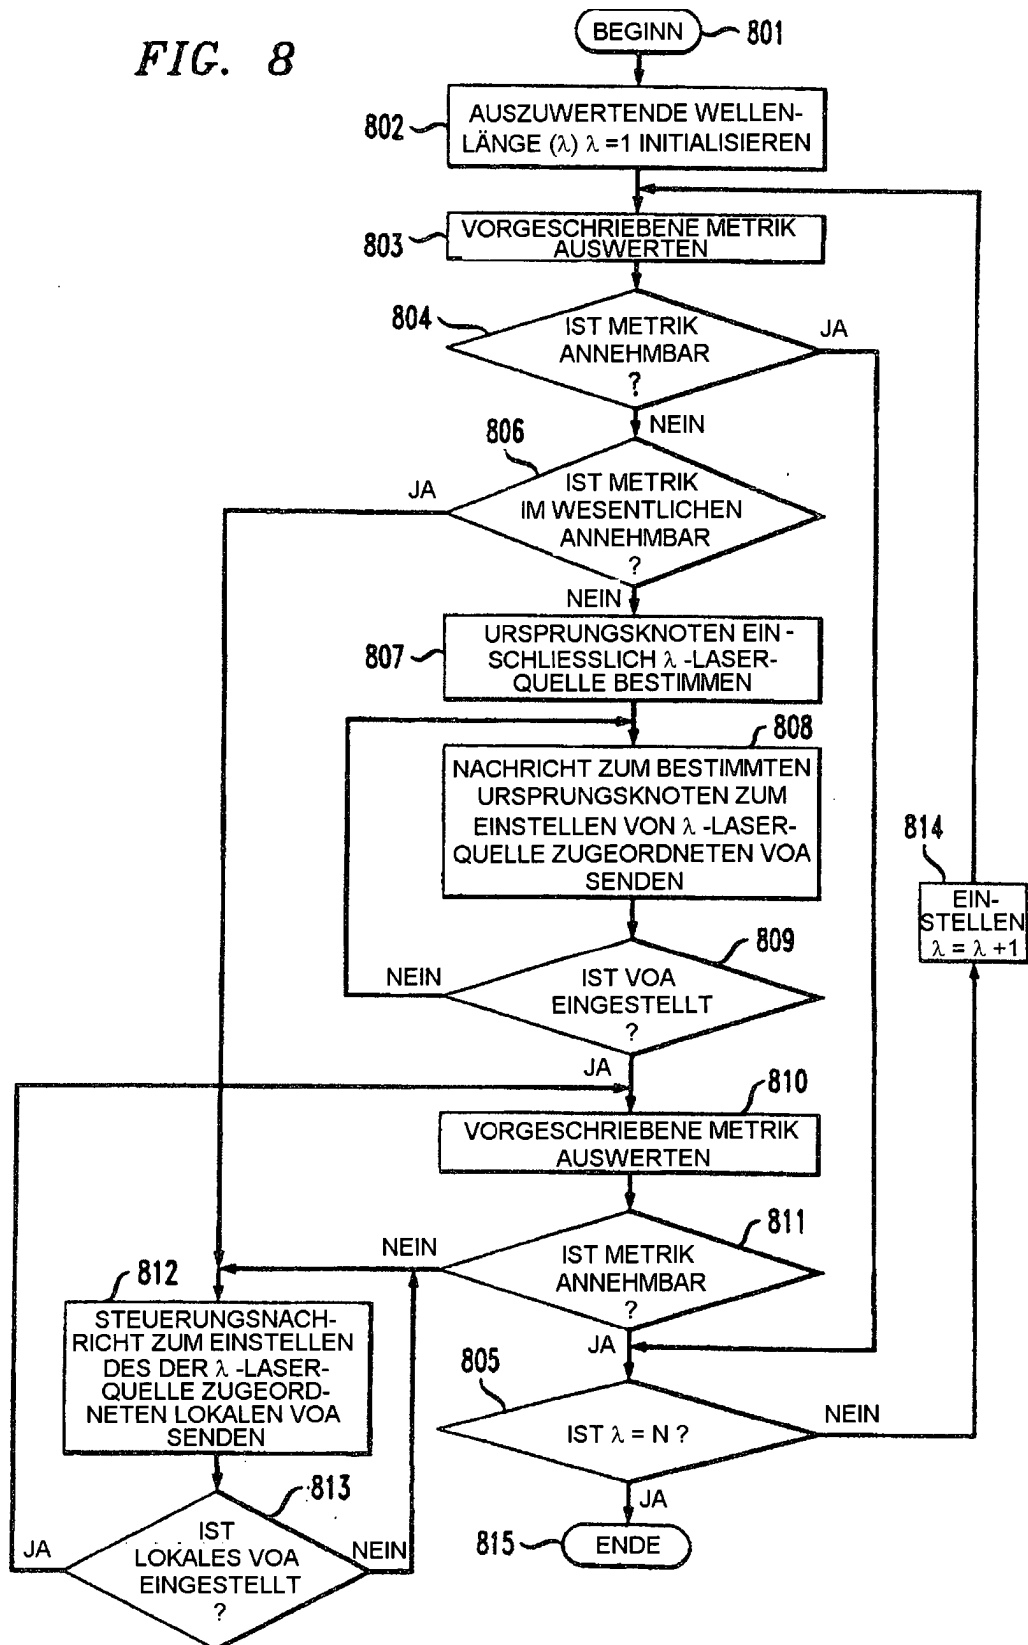 FIG. 8
BEGINN
801
802
AUSZUWERTENDE WELLEN-
LÄNGE (λ) λ =1 INITIALISIEREN
803
VORGESCHRIEBENE METRIK
AUSWERTEN
804
IST METRIK
ANNEHMBAR
?
JA
NEIN
806
JA
IST METRIK
IM WESENTLICHEN
ANNEHMBAR
?
NEIN
807
URSPRUNGSKNOTEN EIN -
SCHLIESSLICH λ -LASER-
QUELLE BESTIMMEN
808
NACHRICHT ZUM BESTIMMTEN
URSPRUNGSKNOTEN ZUM
EINSTELLEN VON λ -LASER-
QUELLE ZUGEORDNETEN VOA
SENDEN
814
EIN-
STELLEN
λ = λ +1
809
NEIN
IST VOA
EINGESTELLT
?
JA
810
VORGESCHRIEBENE METRIK
AUSWERTEN
811
NEIN
IST METRIK
ANNEHMBAR
?
JA
812
STEUERUNGSNACH-
RICHT ZUM EINSTELLEN
DES DER λ -LASER-
QUELLE ZUGEORD-
NETEN LOKALEN VOA
SENDEN
805
IST λ = N ?
NEIN
JA
813
JA
IST
LOKALES VOA
EINGESTELLT
?
NEIN
815
ENDE